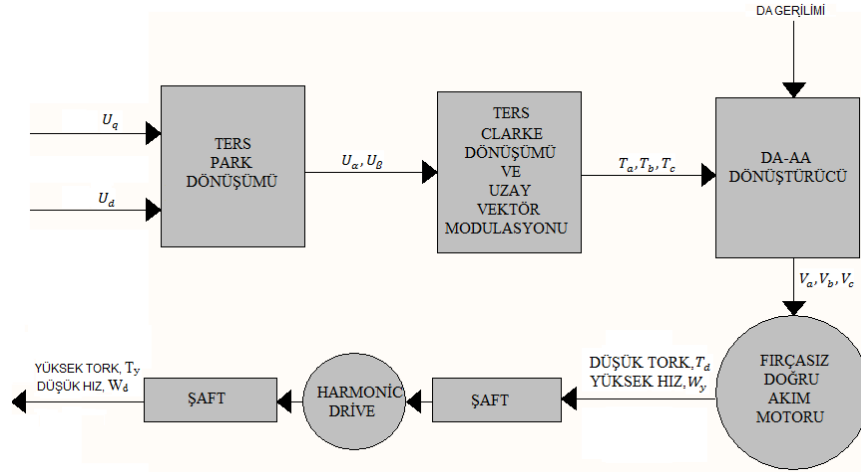 DA GERİLİMİ
U_q
U_d
TERS
PARK
DÖNÜŞÜMÜ
U_α, U_β
TERS
CLARKE
DÖNÜŞÜMÜ
VE
UZAY
VEKTÖR
MODULASYONU
T_a, T_b, T_c
DA-AA
DÖNÜŞTÜRÜCÜ
V_a, V_b, V_c
FIRÇASIZ
DOĞRU
AKIM
MOTORU
DÜŞÜK TORK, T_d
YÜKSEK HIZ, W_y
ŞAFT
HARMONİC
DRİVE
ŞAFT
YÜKSEK TORK, T_y
DÜŞÜK HIZ, W_d